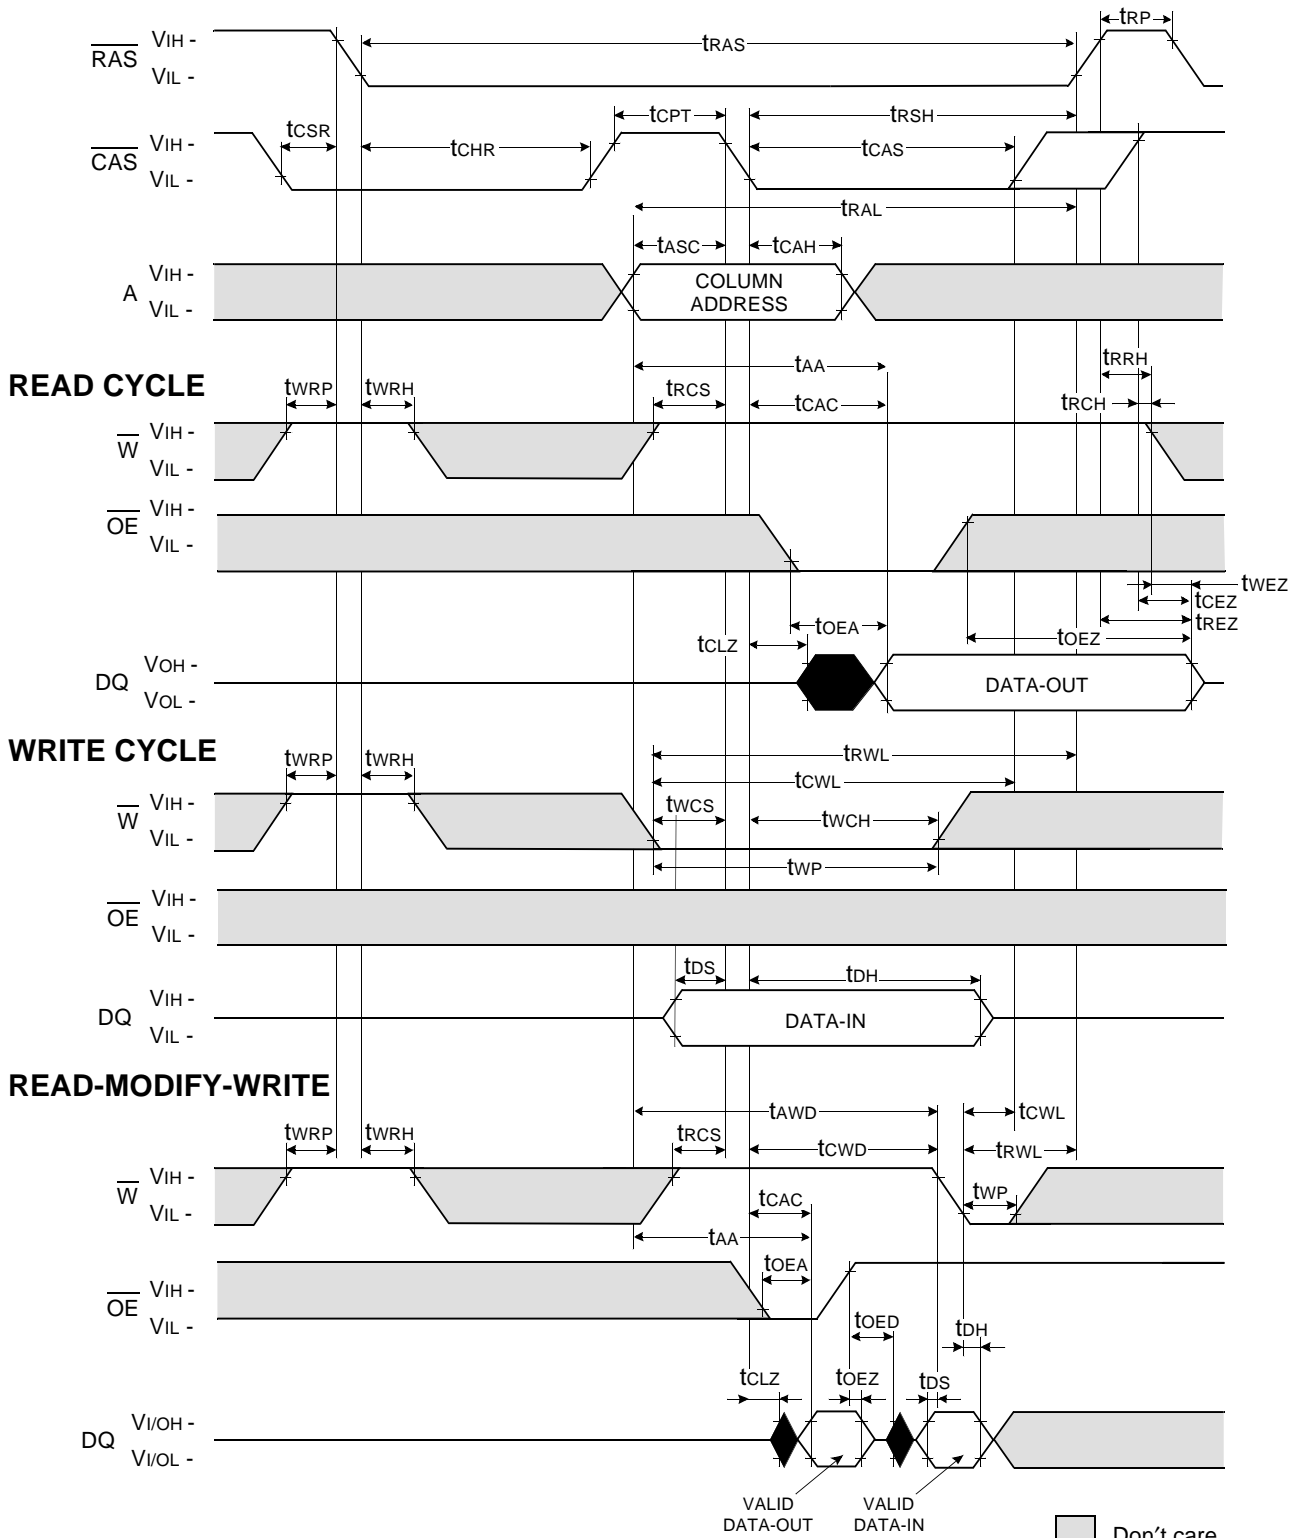 tRP
RAS VIH -
tRAS
VIL -
tCPT tRSH
tCSR
CAS VIH -
tCHR tCAS
VIL -
tRAL
tASC tCAH
A VIH -
COLUMN
ADDRESS
VIL -
tAA tRRH
READ CYCLE
tWRP tWRH tRCS tCAC tRCH
W VIH -
VIL -
OE VIH -
VIL -
tWEZ
tCEZ
tREZ
tOEA tOEZ
tCLZ
DQ VOH -
DATA-OUT
VOL -
WRITE CYCLE
tWRP tWRH tRWL
tCWL
W VIH -
tWCS tWCH
VIL -
tWP
OE VIH -
VIL -
tDS tDH
DQ VIH -
DATA-IN
VIL -
READ-MODIFY-WRITE
tAWD tCWL
tWRP tWRH tRCS tCWD tRWL
W VIH -
tCAC tWP
VIL -
tAA
OE VIH -
tOEA
VIL -
tOED tDH
tCLZ tOEZ tDS
DQ VI/OH -
VI/OL -
VALID
DATA-OUT
VALID
DATA-IN
Don't care